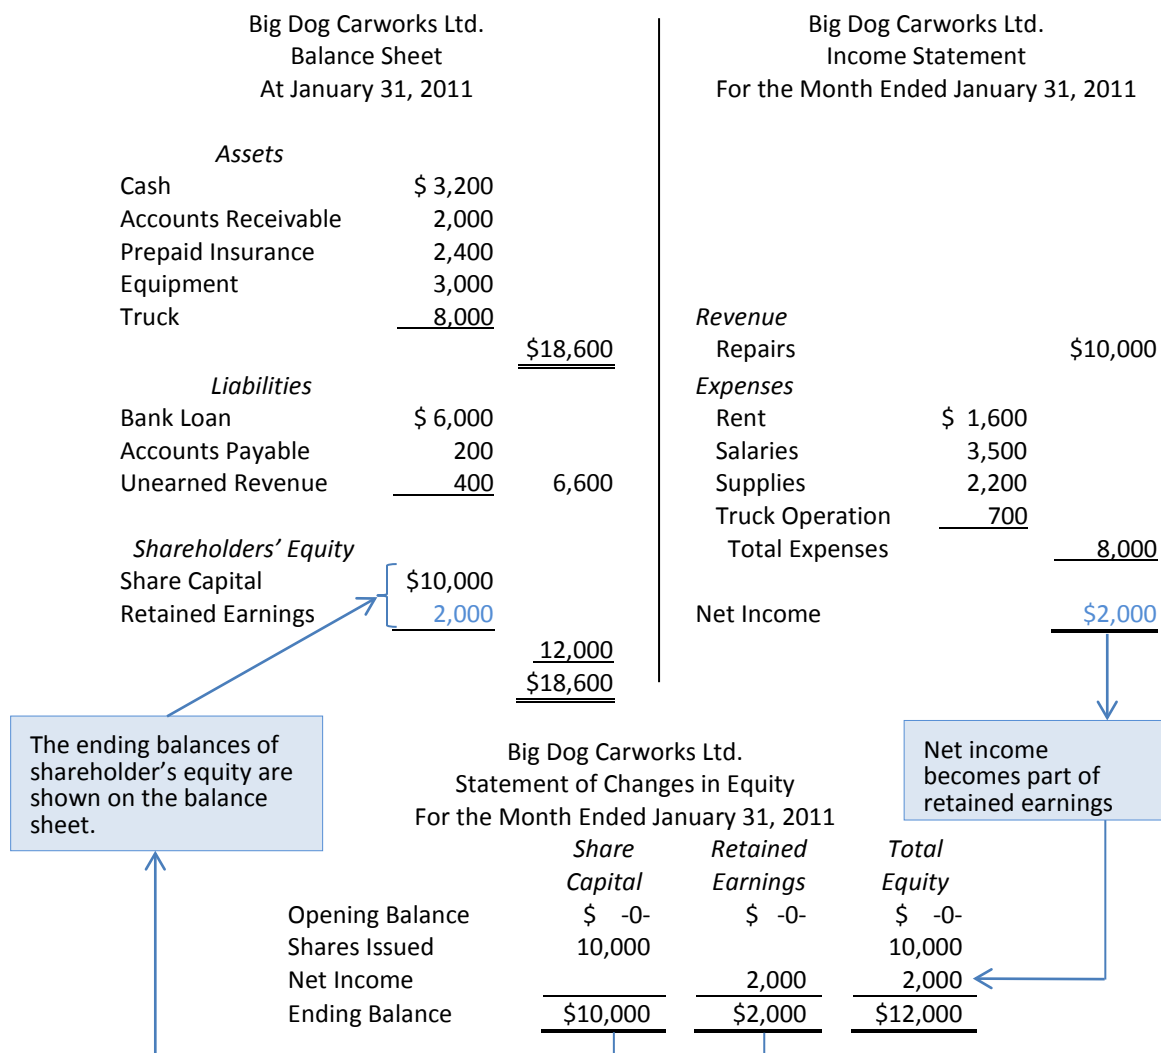 Big Dog Carworks Ltd.
Balance Sheet
At January 31, 2011
Assets
Cash $ 3,200
Accounts Receivable 2,000
Prepaid Insurance 2,400
Equipment 3,000
Truck 8,000
$18,600
Liabilities
Bank Loan $ 6,000
Accounts Payable 200
Unearned Revenue 400 6,600
Shareholders’ Equity
Share Capital $10,000
Retained Earnings 2,000
12,000
$18,600
Big Dog Carworks Ltd.
Income Statement
For the Month Ended January 31, 2011
Revenue
Repairs $10,000
Expenses
Rent $ 1,600
Salaries 3,500
Supplies 2,200
Truck Operation 700
Total Expenses 8,000
Net Income $2,000
The ending balances of
shareholder’s equity are
shown on the balance
sheet.
Net income
becomes part of
retained earnings
Big Dog Carworks Ltd.
Statement of Changes in Equity
For the Month Ended January 31, 2011
Share Retained Total
Capital Earnings Equity
Opening Balance $ -0- $ -0- $ -0-
Shares Issued 10,000 10,000
Net Income 2,000 2,000
Ending Balance $10,000 $2,000 $12,000